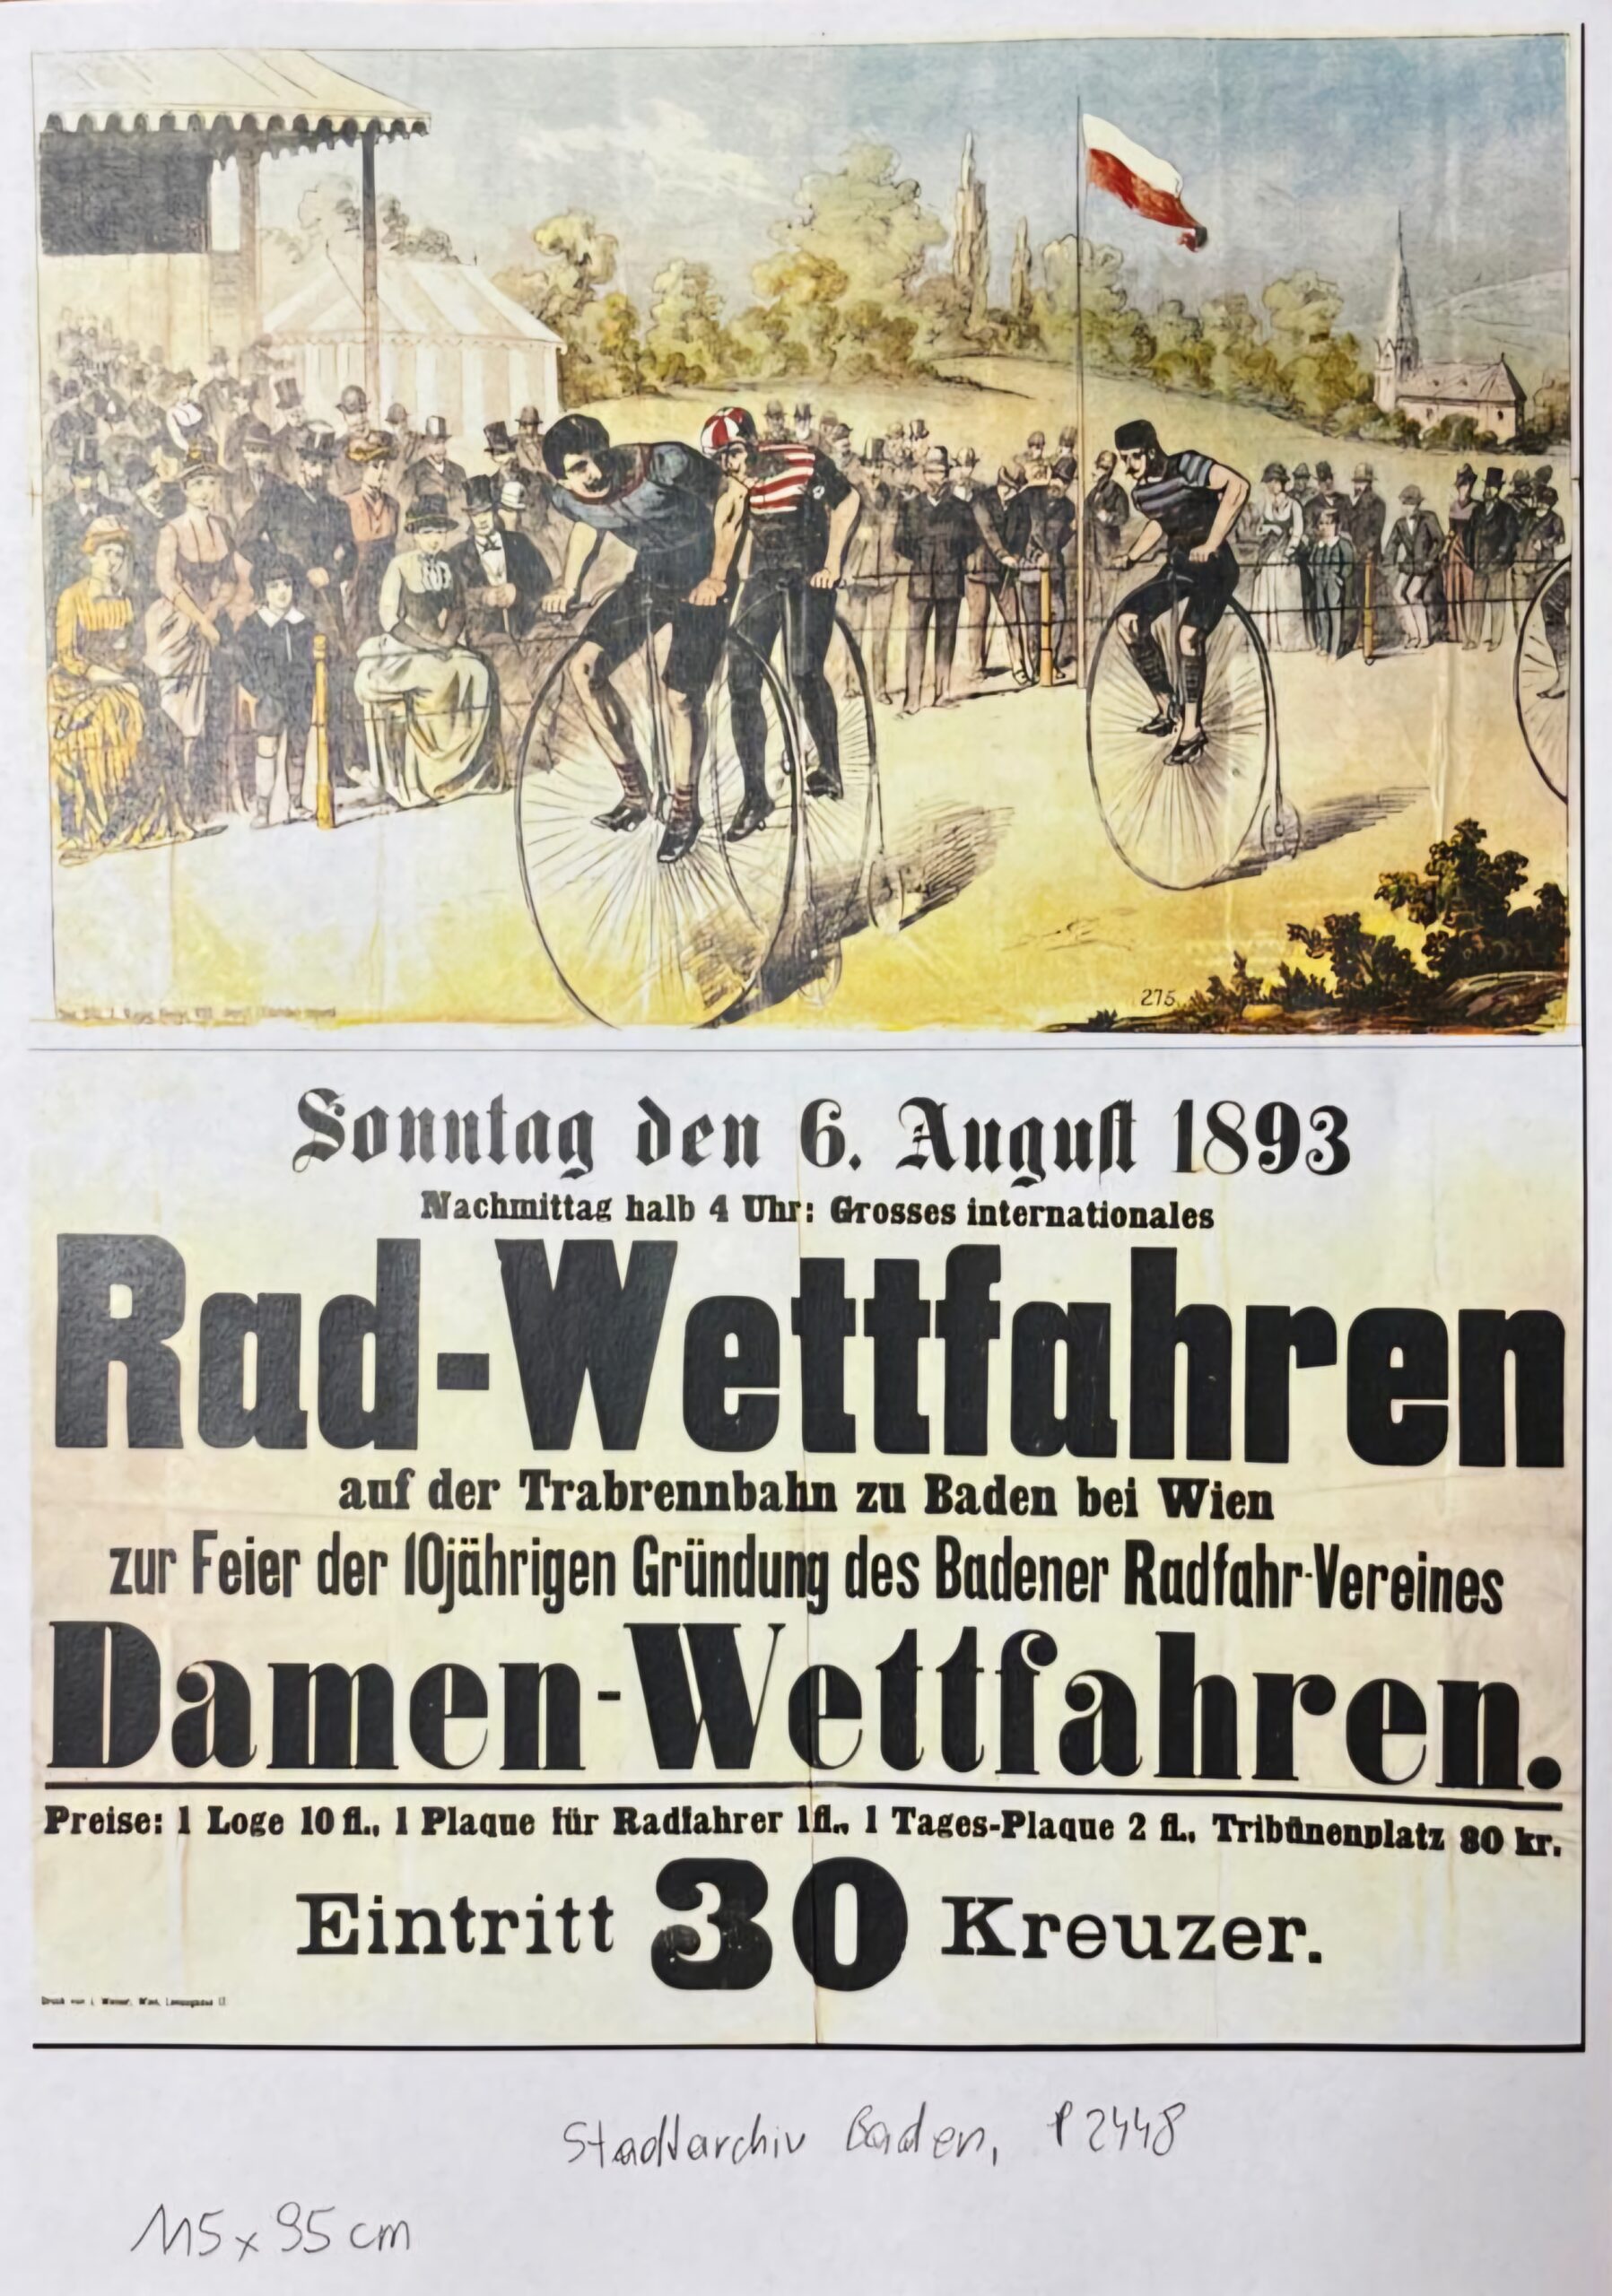 275
Sonntag den 6. August 1893
Nachmittag halb 4 Uhr: Grosses internationales
Rad-Wettfahren
auf der Trabrennbahn zu Baden bei Wien
zur Feier der 10jährigen Gründung des Badener Radfahr-Vereines
Damen-Wettfahren.
Preise: 1 Loge 10 fl., 1 Plaque für Radfahrer 1 fl., 1 Tages-Plaque 2 fl., Tribünenplatz 80 kr.
Eintritt 30 Kreuzer.
Druck von
Stadtarchiv Baden, P 2448
115 x 95 cm